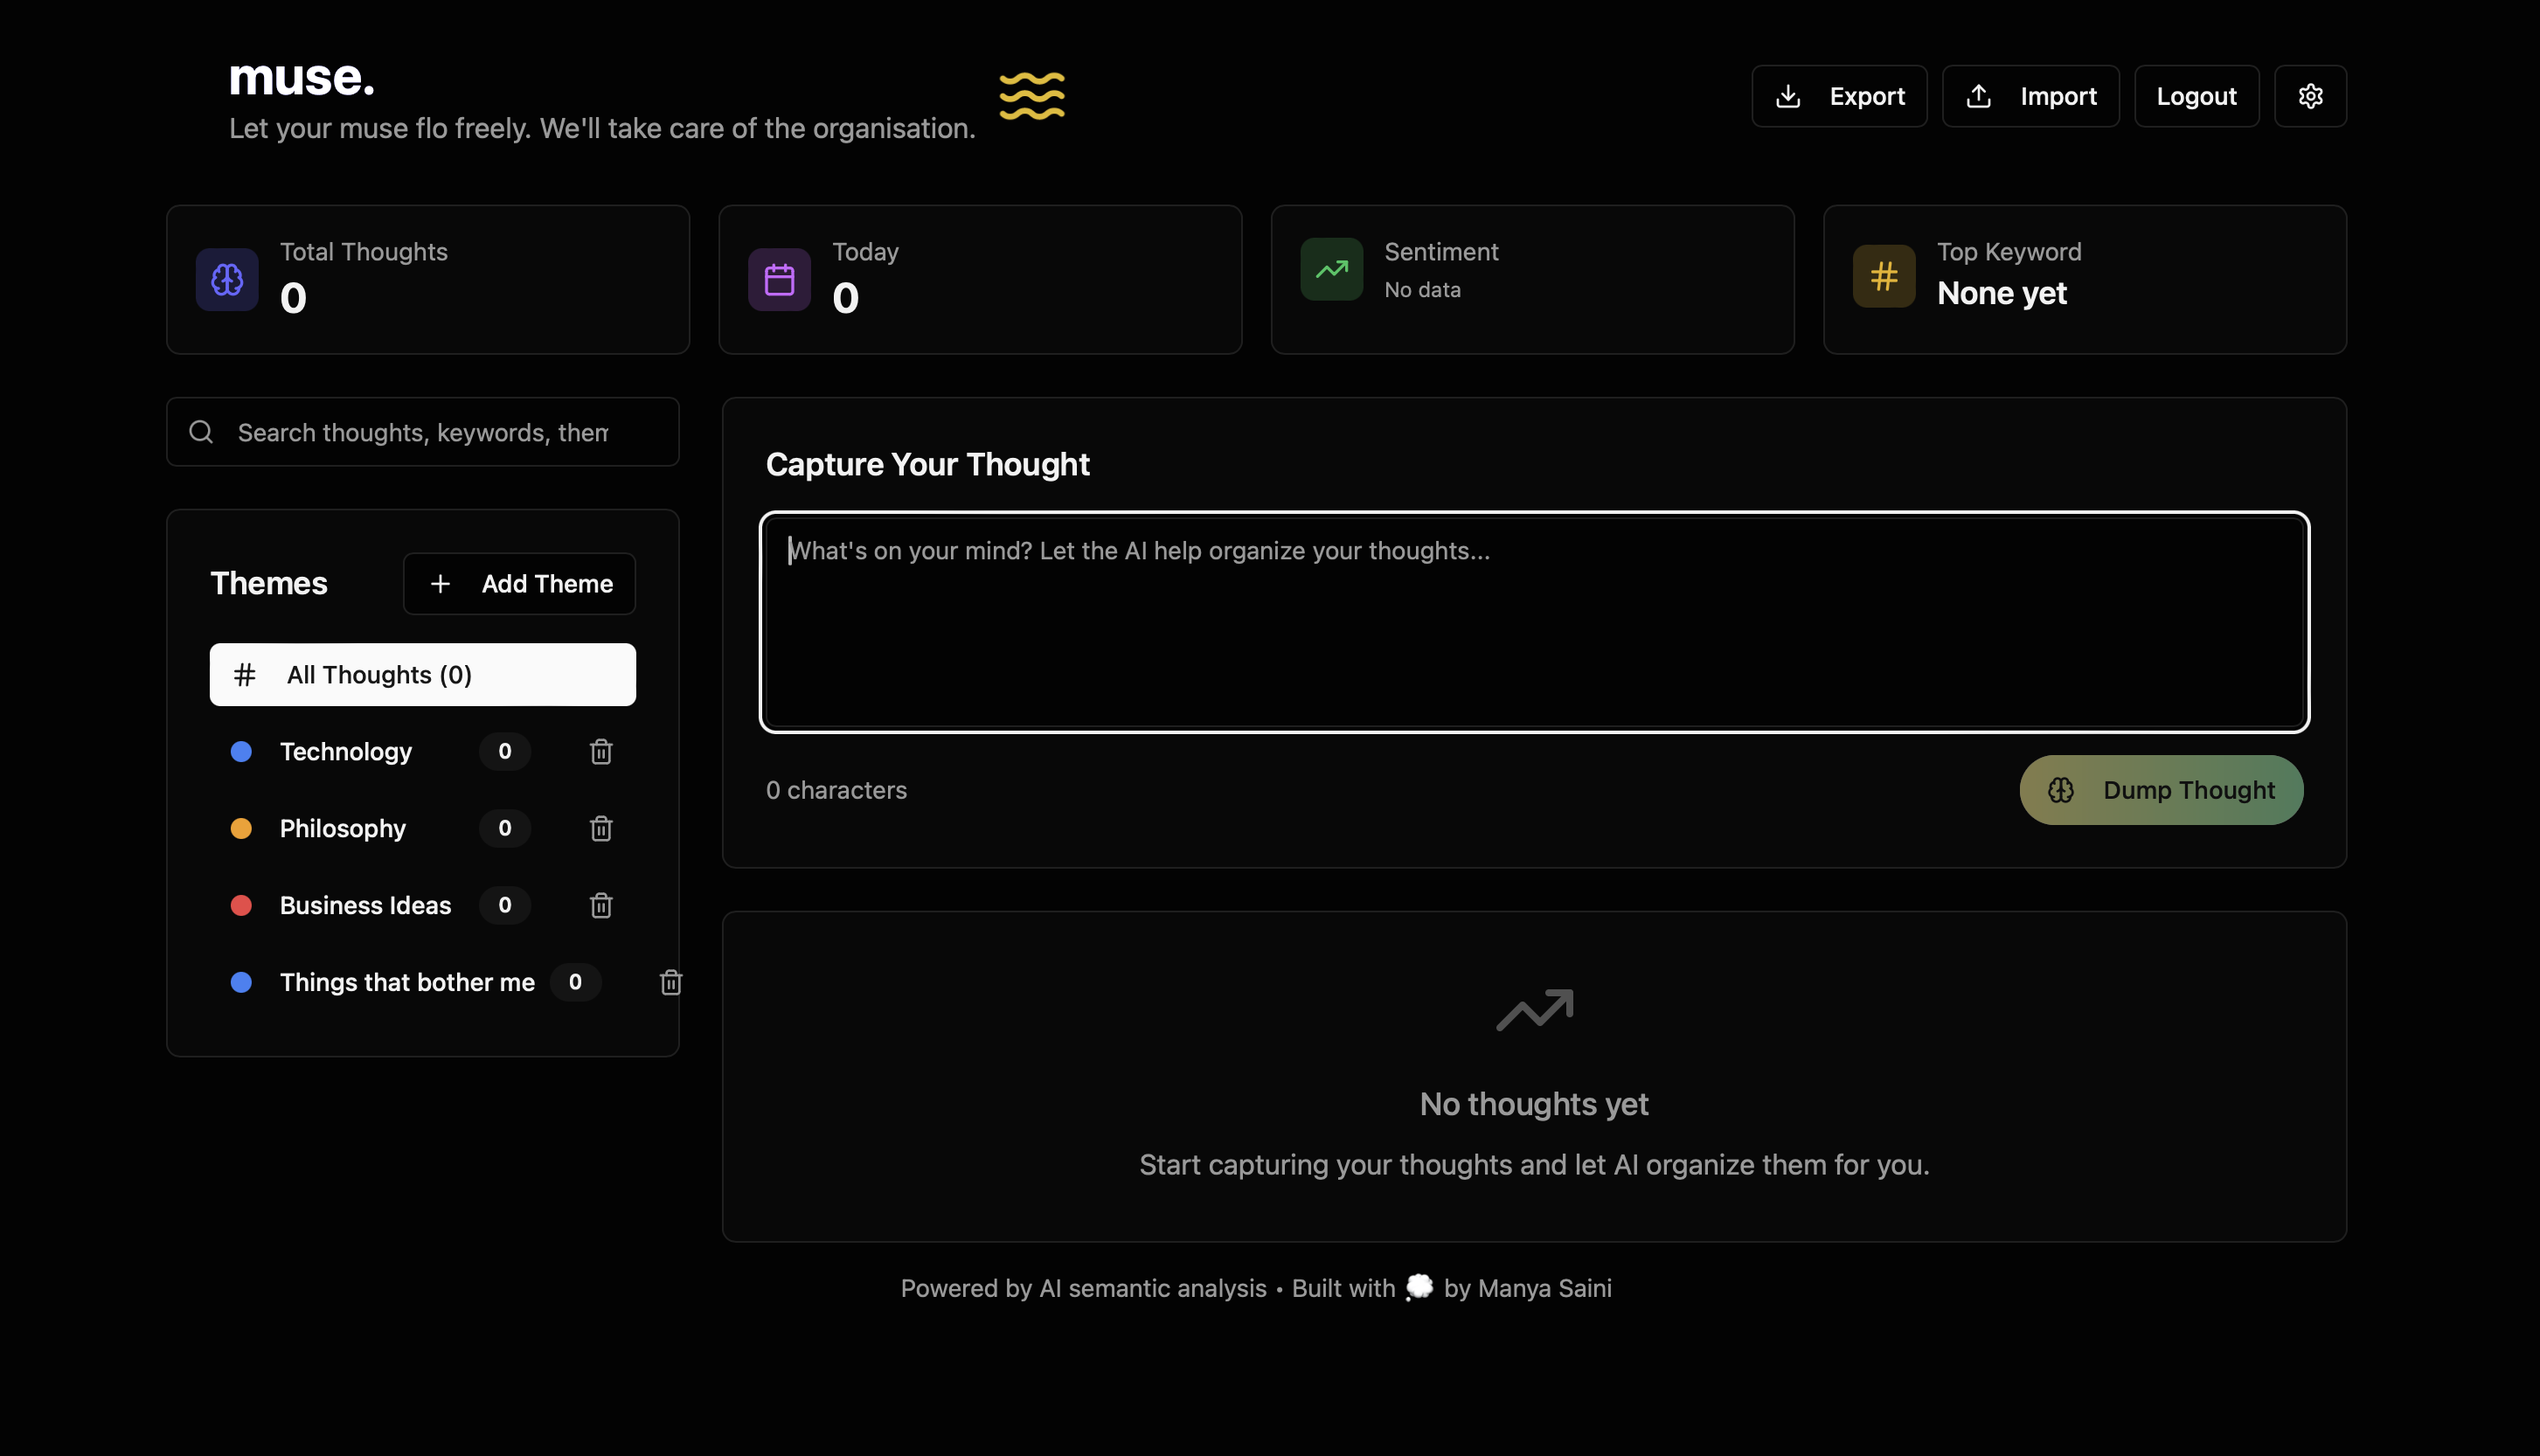 muse.
Let your muse flo freely. We'll take care of the organisation.
Export
Import
Logout
Total Thoughts
0
Today
0
Sentiment
No data
Top Keyword
None yet
Search thoughts, keywords, them
Themes
Add Theme
All Thoughts (0)
Technology 0
Philosophy 0
Business Ideas 0
Things that bother me 0
Capture Your Thought
What's on your mind? Let the AI help organize your thoughts...
0 characters
Dump Thought
No thoughts yet
Start capturing your thoughts and let AI organize them for you.
Powered by AI semantic analysis • Built with 💭 by Manya Saini